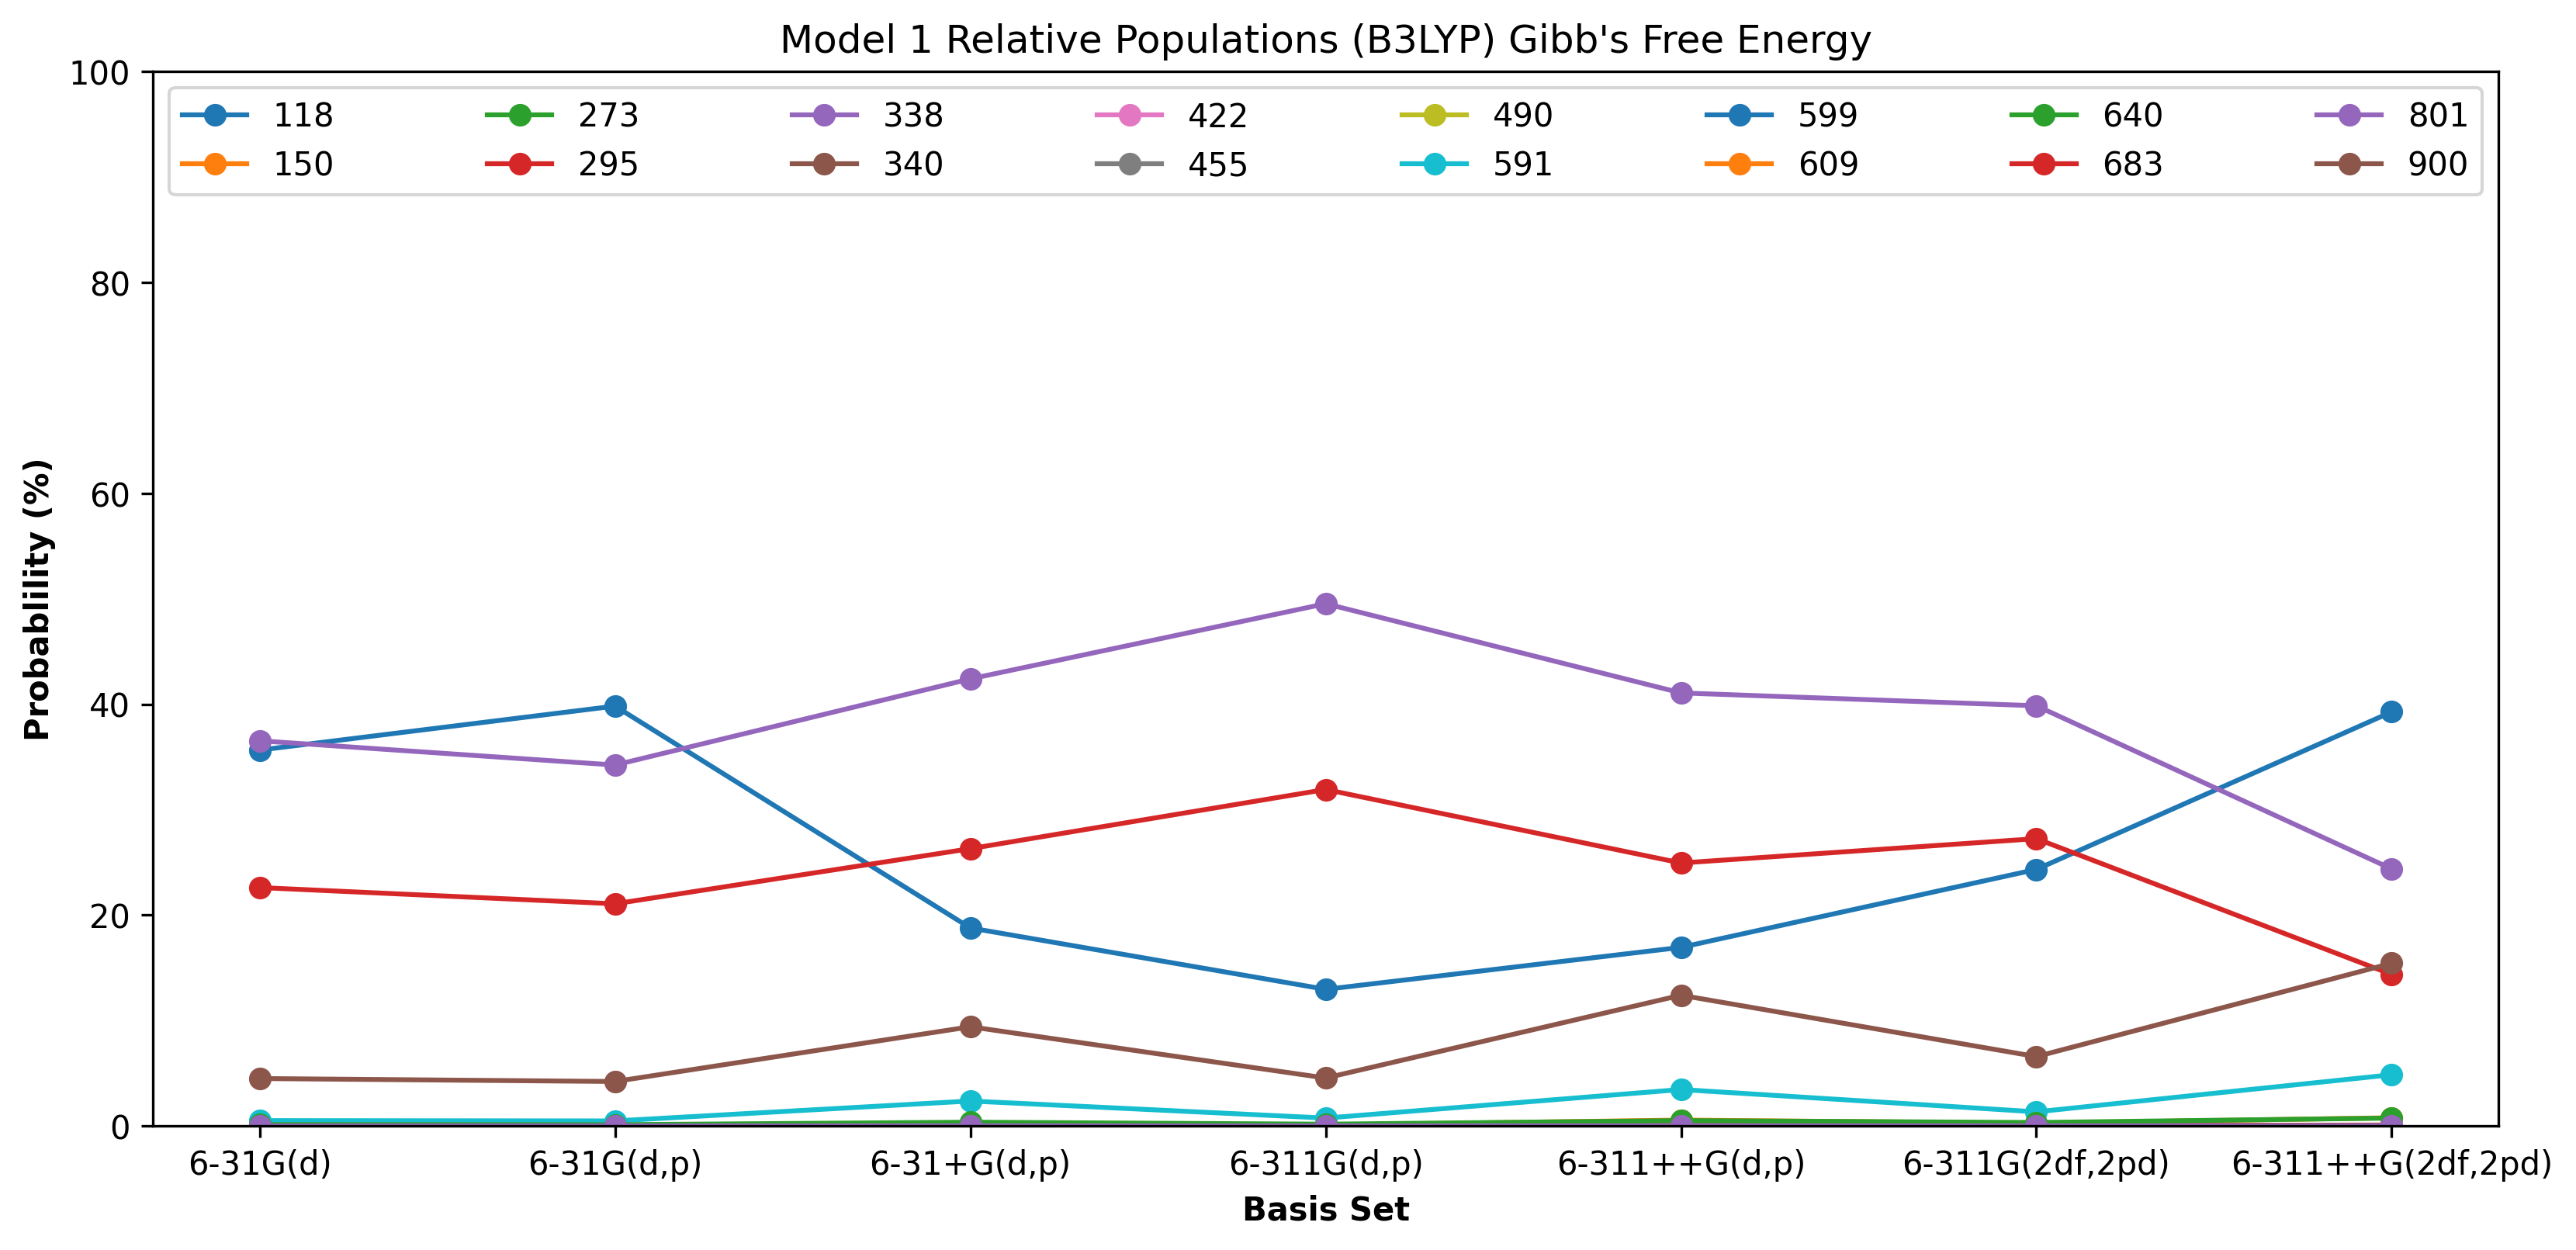 Model 1 Relative Populations (B3LYP) Gibb's Free Energy
100
118 273 338 422 490 599 640 801
150 295 340 455 591 609 683 900
80
60
40
20
0
Probablility (%)
6-31G(d) 6-31G(d,p) 6-31+G(d,p) 6-311G(d,p) 6-311++G(d,p) 6-311G(2df,2pd) 6-311++G(2df,2pd)
Basis Set